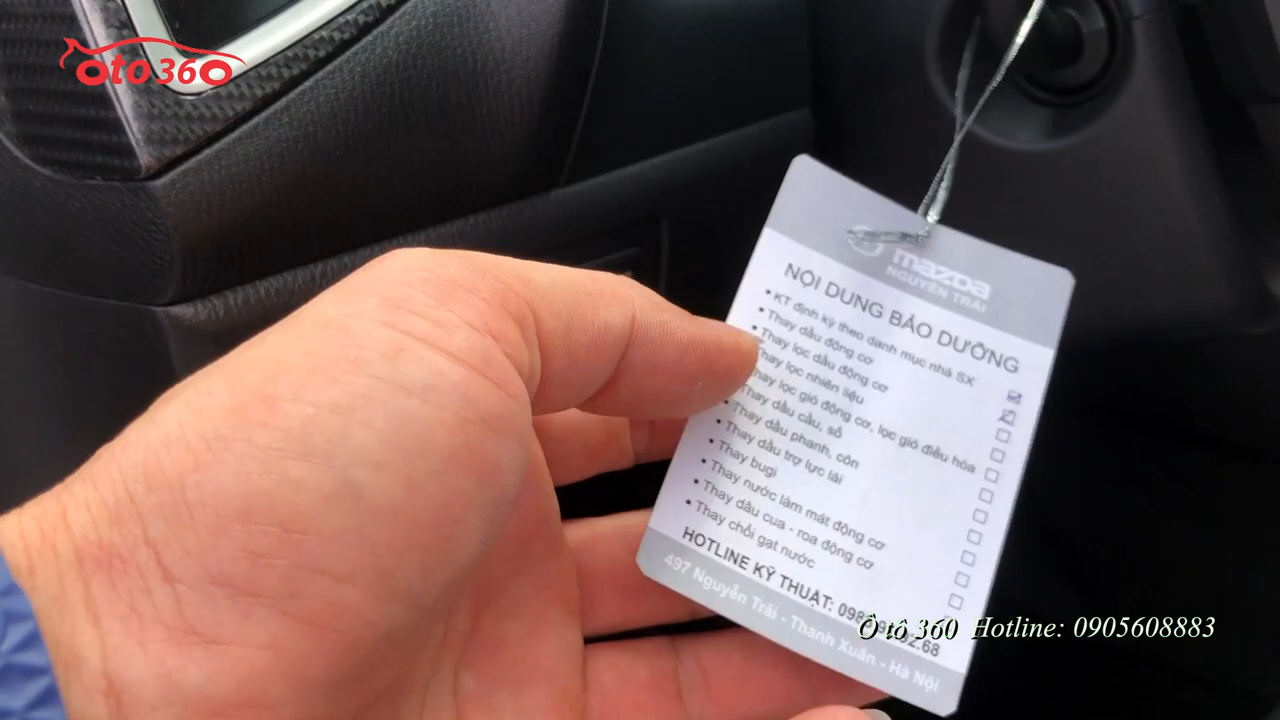 oto360
mazda
NGUYỄN TRÃI
NỘI DUNG BẢO DƯỠNG
• KT định kỳ theo danh mục nhà SX
• Thay dầu động cơ
• Thay lọc dầu động cơ
Thay lọc nhiên liệu
Thay lọc gió động cơ, lọc gió điều hòa
• Thay dầu cầu, số
• Thay dầu phanh, côn
• Thay dầu trợ lực lái
• Thay bugi
• Thay nước làm mát động cơ
• Thay dây cua - roa động cơ
• Thay chổi gạt nước
HOTLINE KỸ THUẬT:
497 Nguyễn Trãi - Thanh Xuân - Hà Nội
Ô tô 360 Hotline: 0905608883